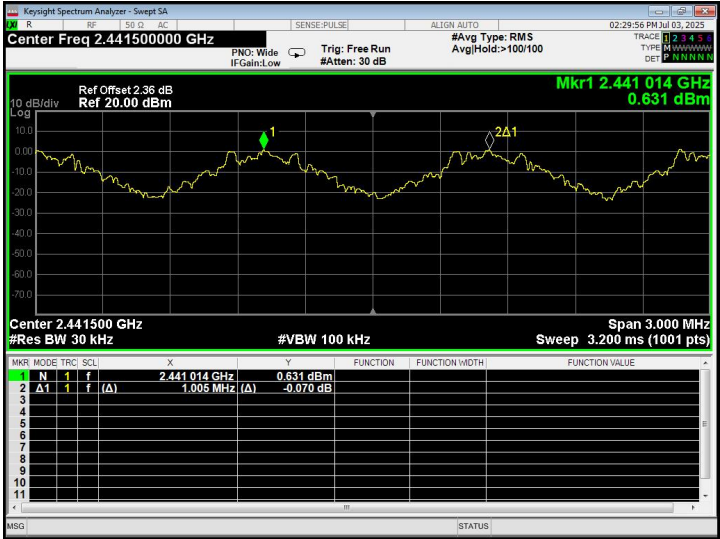 Keysight Spectrum Analyzer - Swept SA
LXI R RF 50 Ω AC SENSE:PULSE ALIGN AUTO 02:29:56 PM Jul 03, 2025
Center Freq 2.441500000 GHz
PNO: Wide
IFGain:Low
Trig: Free Run
#Atten: 30 dB
#Avg Type: RMS
Avg|Hold:>100/100
TRACE 1 2 3 4 5 6
TYPE M W W W W W
DET P N N N N N
Mkr1 2.441 014 GHz
0.631 dBm
Ref Offset 2.36 dB
10 dB/div Ref 20.00 dBm
Log
10.0
0.00
-10.0
-20.0
-30.0
-40.0
-50.0
-60.0
-70.0
1
2Δ1
Center 2.441500 GHz Span 3.000 MHz
#Res BW 30 kHz #VBW 100 kHz Sweep 3.200 ms (1001 pts)
MKR MODE TRC SCL X Y FUNCTION FUNCTION WIDTH FUNCTION VALUE
1 N 1 f 2.441 014 GHz 0.631 dBm
2 Δ1 1 f (Δ) 1.005 MHz (Δ) -0.070 dB
3
4
5
6
7
8
9
10
11
MSG STATUS